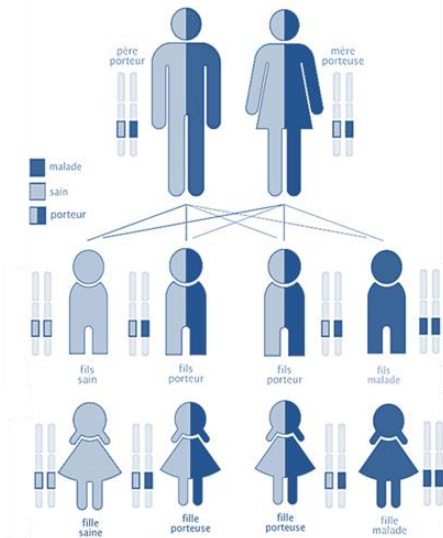 père
porteur
mère
porteuse
malade
sain
porteur
fils
sain
fils
porteur
fils
porteur
fils
malade
fille
saine
fille
porteuse
fille
porteuse
fille
malade